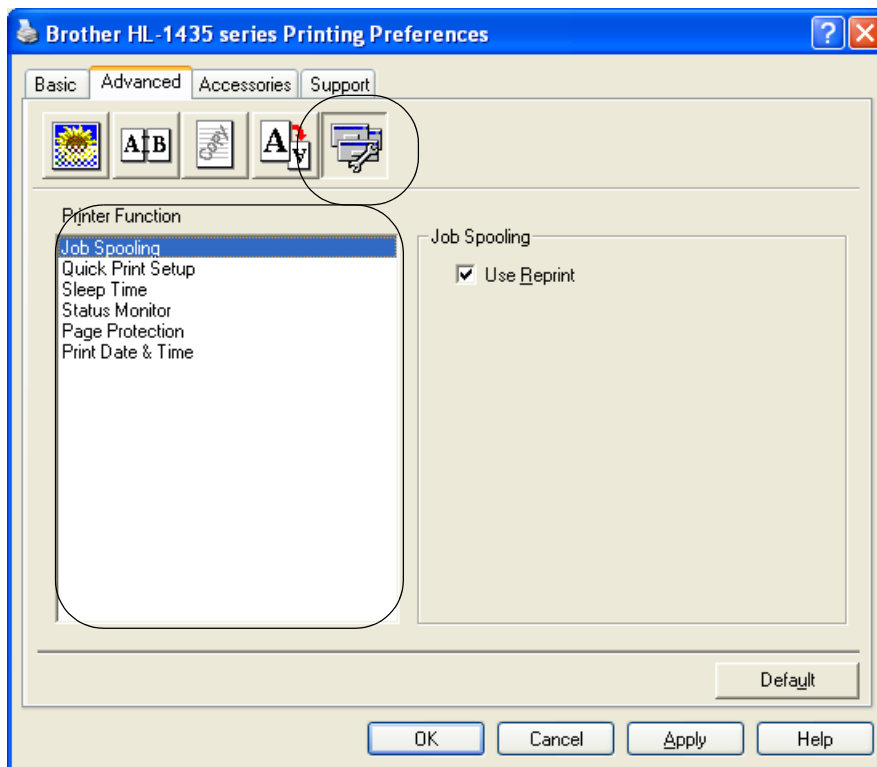 Brother HL-1435 series Printing Preferences
Basic Advanced Accessories Support
A B COPY A A
Printer Function
Job Spooling
Quick Print Setup
Sleep Time
Status Monitor
Page Protection
Print Date & Time
Job Spooling
Use Reprint
Default
OK Cancel Apply Help